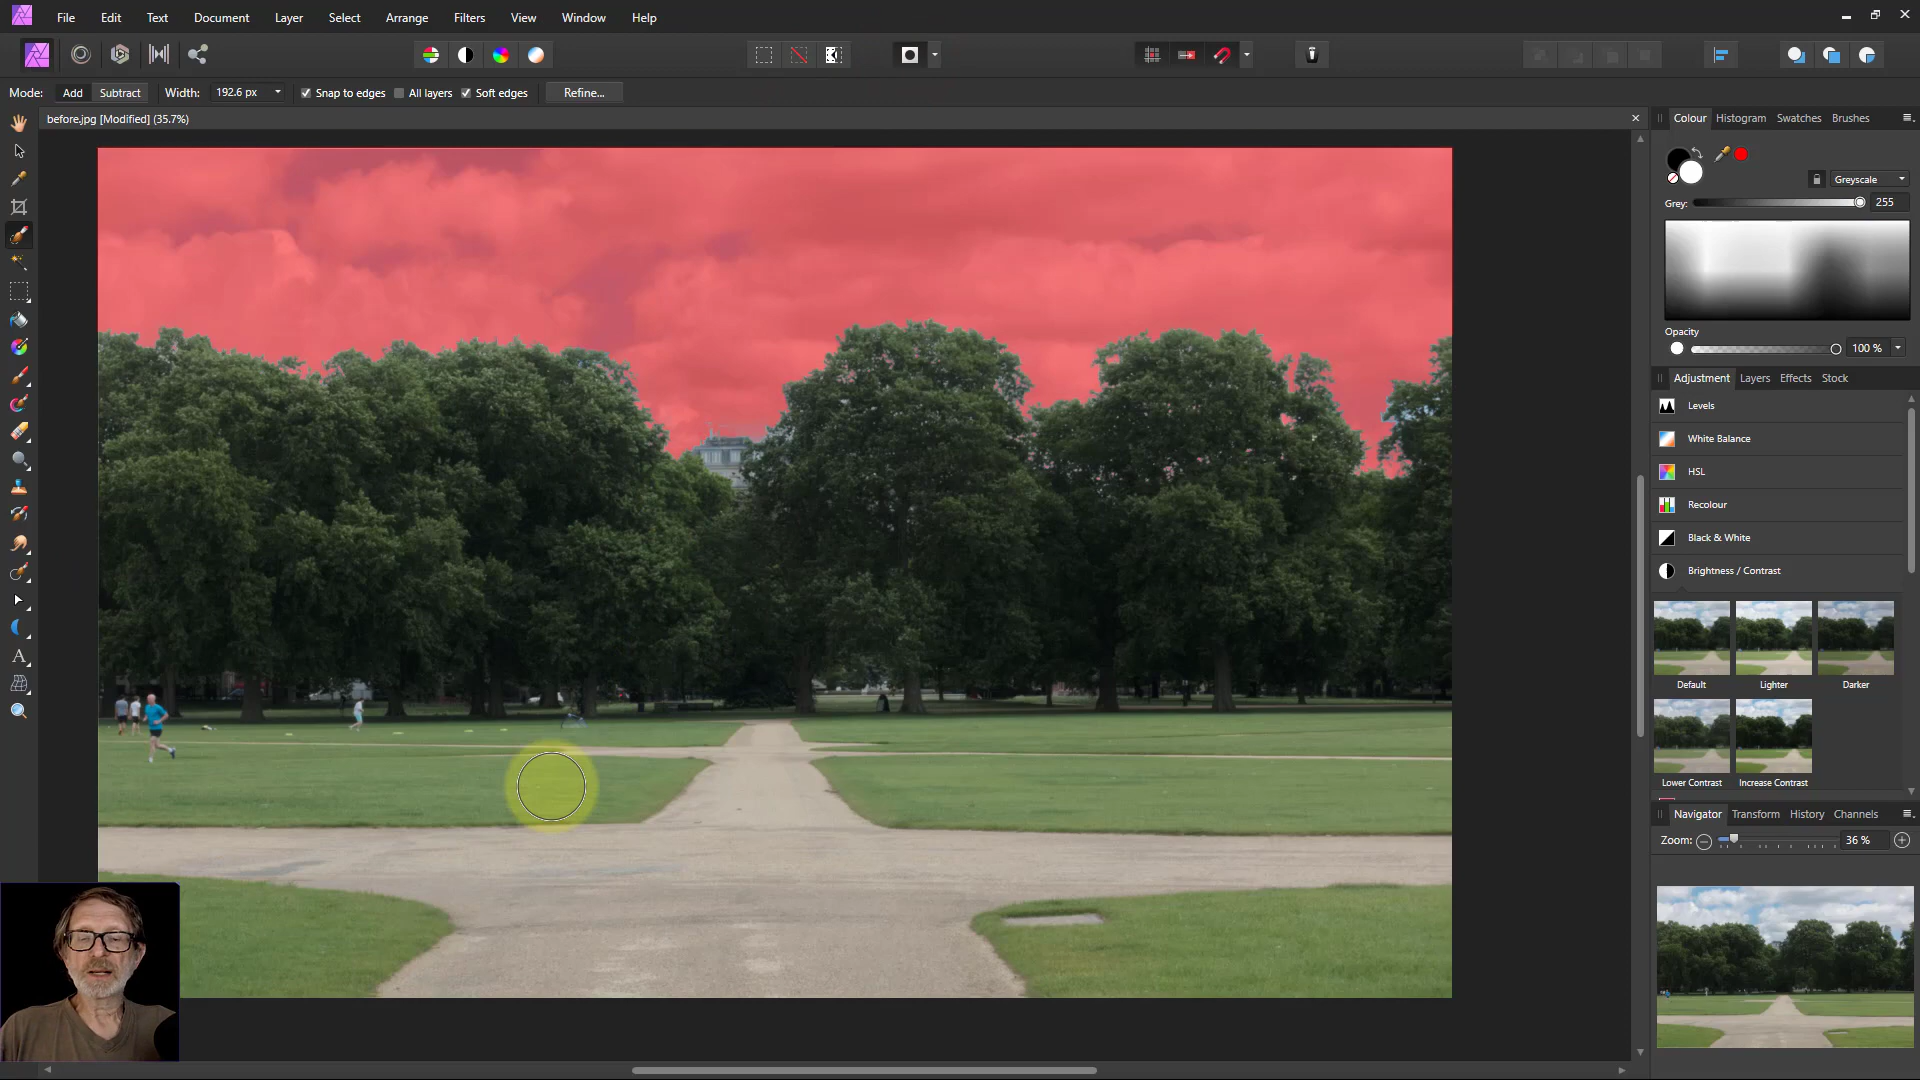 File Edit Text Document Layer Select Arrange Filters View Window Help
Mode: Add Subtract Width: 192.6 px Snap to edges All layers Soft edges Refine...
before.jpg [Modified] (35.7%)
Colour Histogram Swatches Brushes
Greyscale
Grey: 255
Opacity
100 %
Adjustment Layers Effects Stock
Levels
White Balance
HSL
Recolour
Black & White
Brightness / Contrast
Default Lighter Darker
Lower Contrast Increase Contrast
Navigator Transform History Channels
Zoom: 36 %